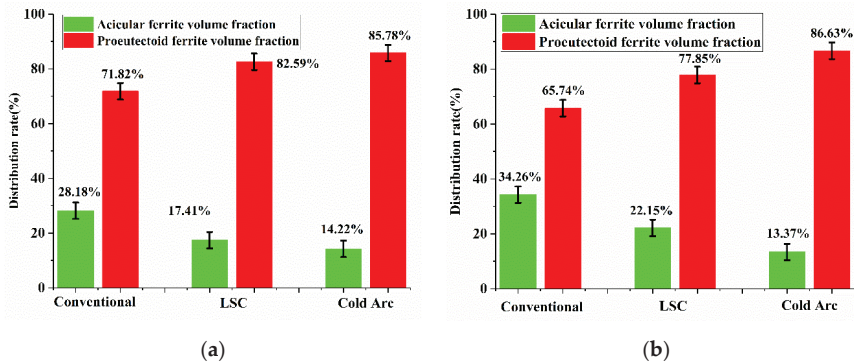 100
80
60
40
20
0
Distribution rate(%)
Acicular ferrite volume fraction
Proeutectoid ferrite volume fraction
28.18%
71.82%
17.41%
82.59%
14.22%
85.78%
Conventional
LSC
Cold Arc
(a)
100
80
60
40
20
0
Distribution rate(%)
Acicular ferrite volume fraction
Proeutectoid ferrite volume fraction
34.26%
65.74%
22.15%
77.85%
13.37%
86.63%
Conventional
LSC
Cold Arc
(b)